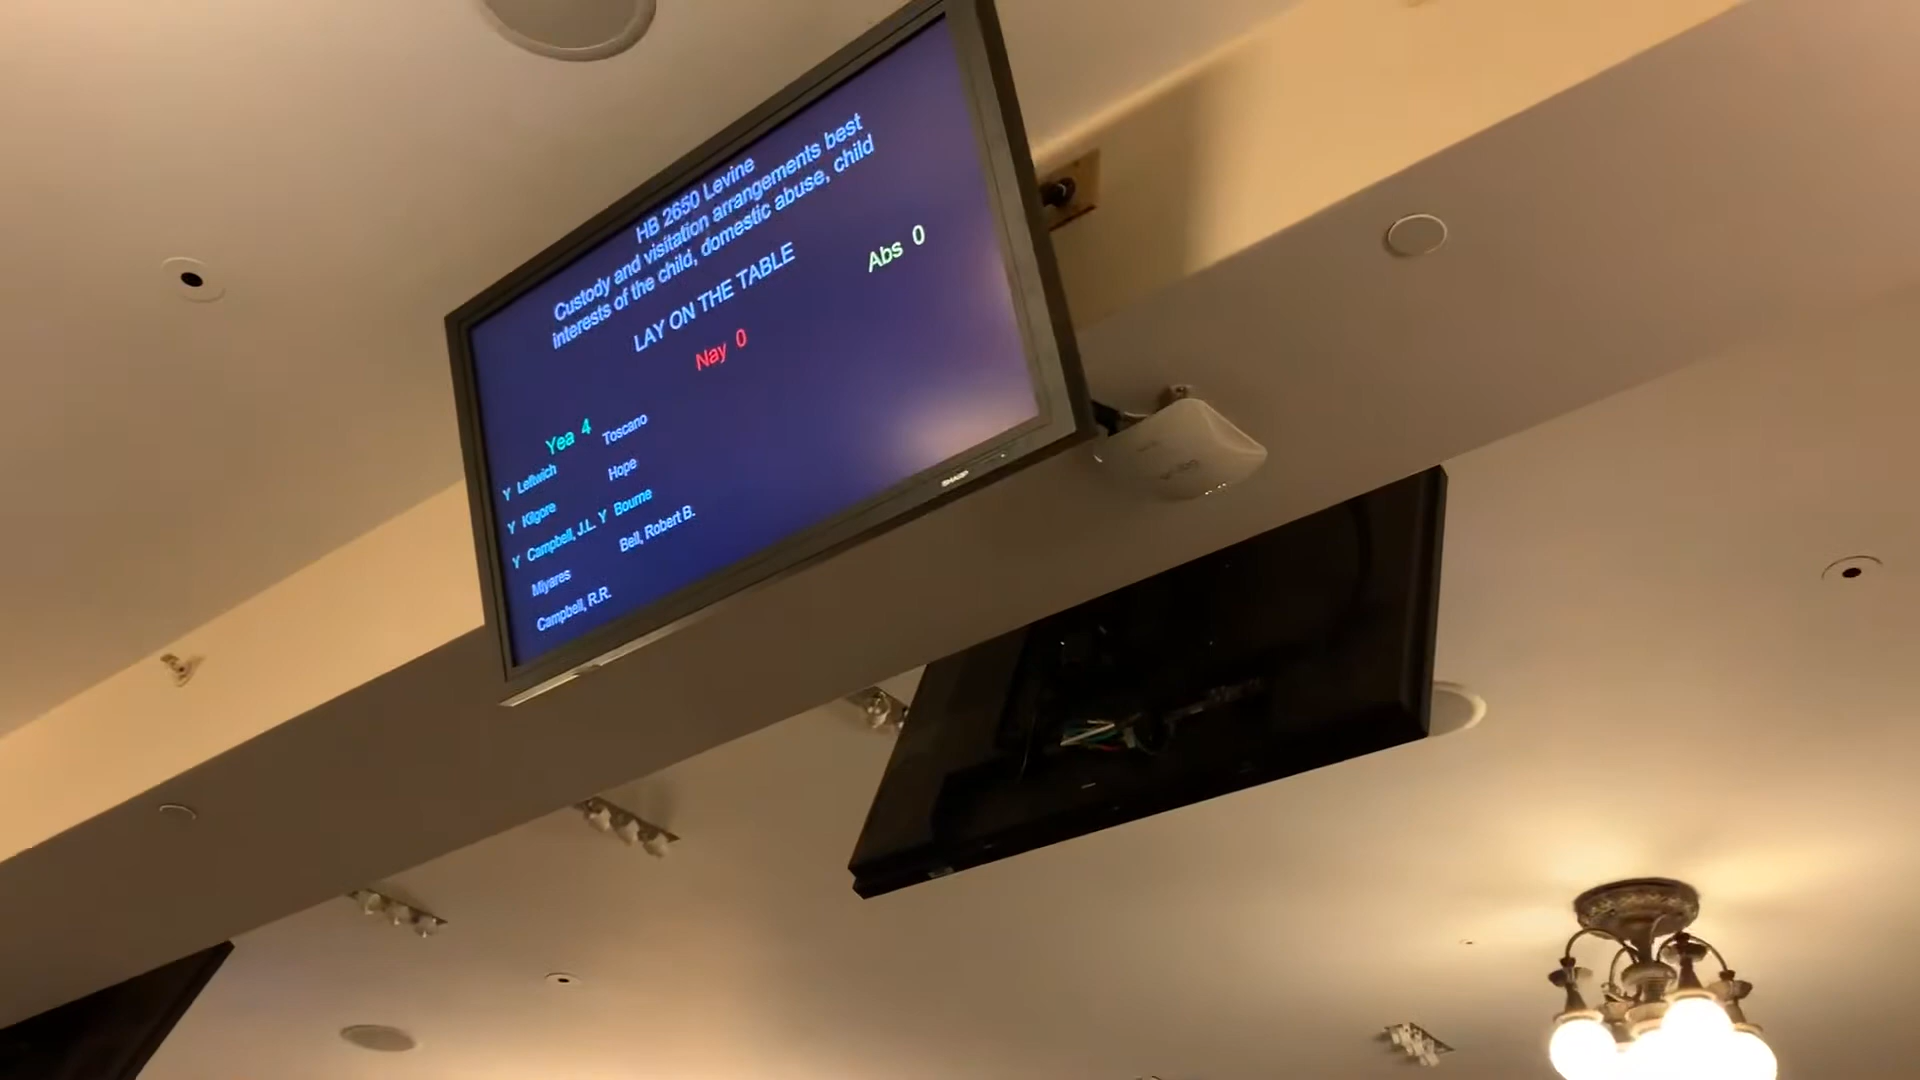 HB 2650 Levine
Custody and visitation arrangements best
interests of the child, domestic abuse, child
LAY ON THE TABLE
Yea 4
Nay 0
Abs 0
Y Leftwich
Toscano
Y Kilgore
Hope
Y Campbell, J.L.
Y Bourne
Miyares
Bell, Robert B.
Campbell, R.R.
SHARP